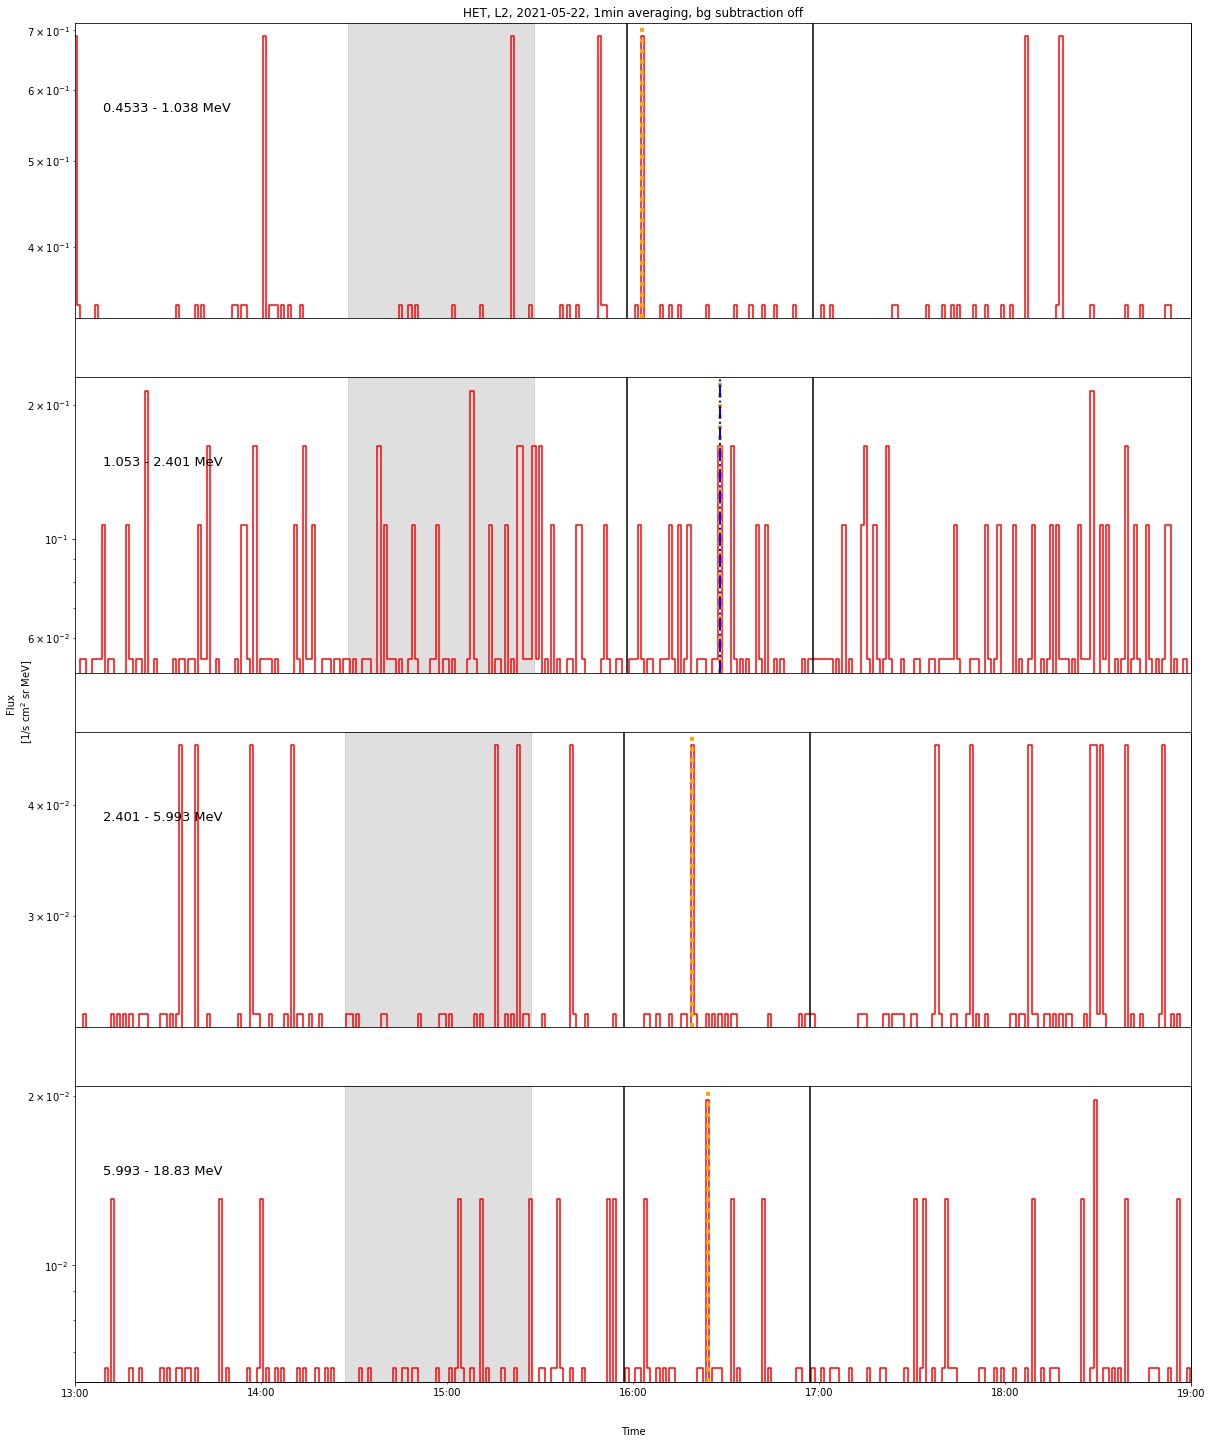 HET, L2, 2021-05-22, 1min averaging, bg subtraction off
7 × 10⁻¹
6 × 10⁻¹
0.4533 - 1.038 MeV
5 × 10⁻¹
4 × 10⁻¹
2 × 10⁻¹
1.053 - 2.401 MeV
10⁻¹
6 × 10⁻²
Flux
[1/s cm² sr MeV]
4 × 10⁻²
2.401 - 5.993 MeV
3 × 10⁻²
2 × 10⁻²
5.993 - 18.83 MeV
10⁻²
13:00 14:00 15:00 16:00 17:00 18:00 19:00
Time